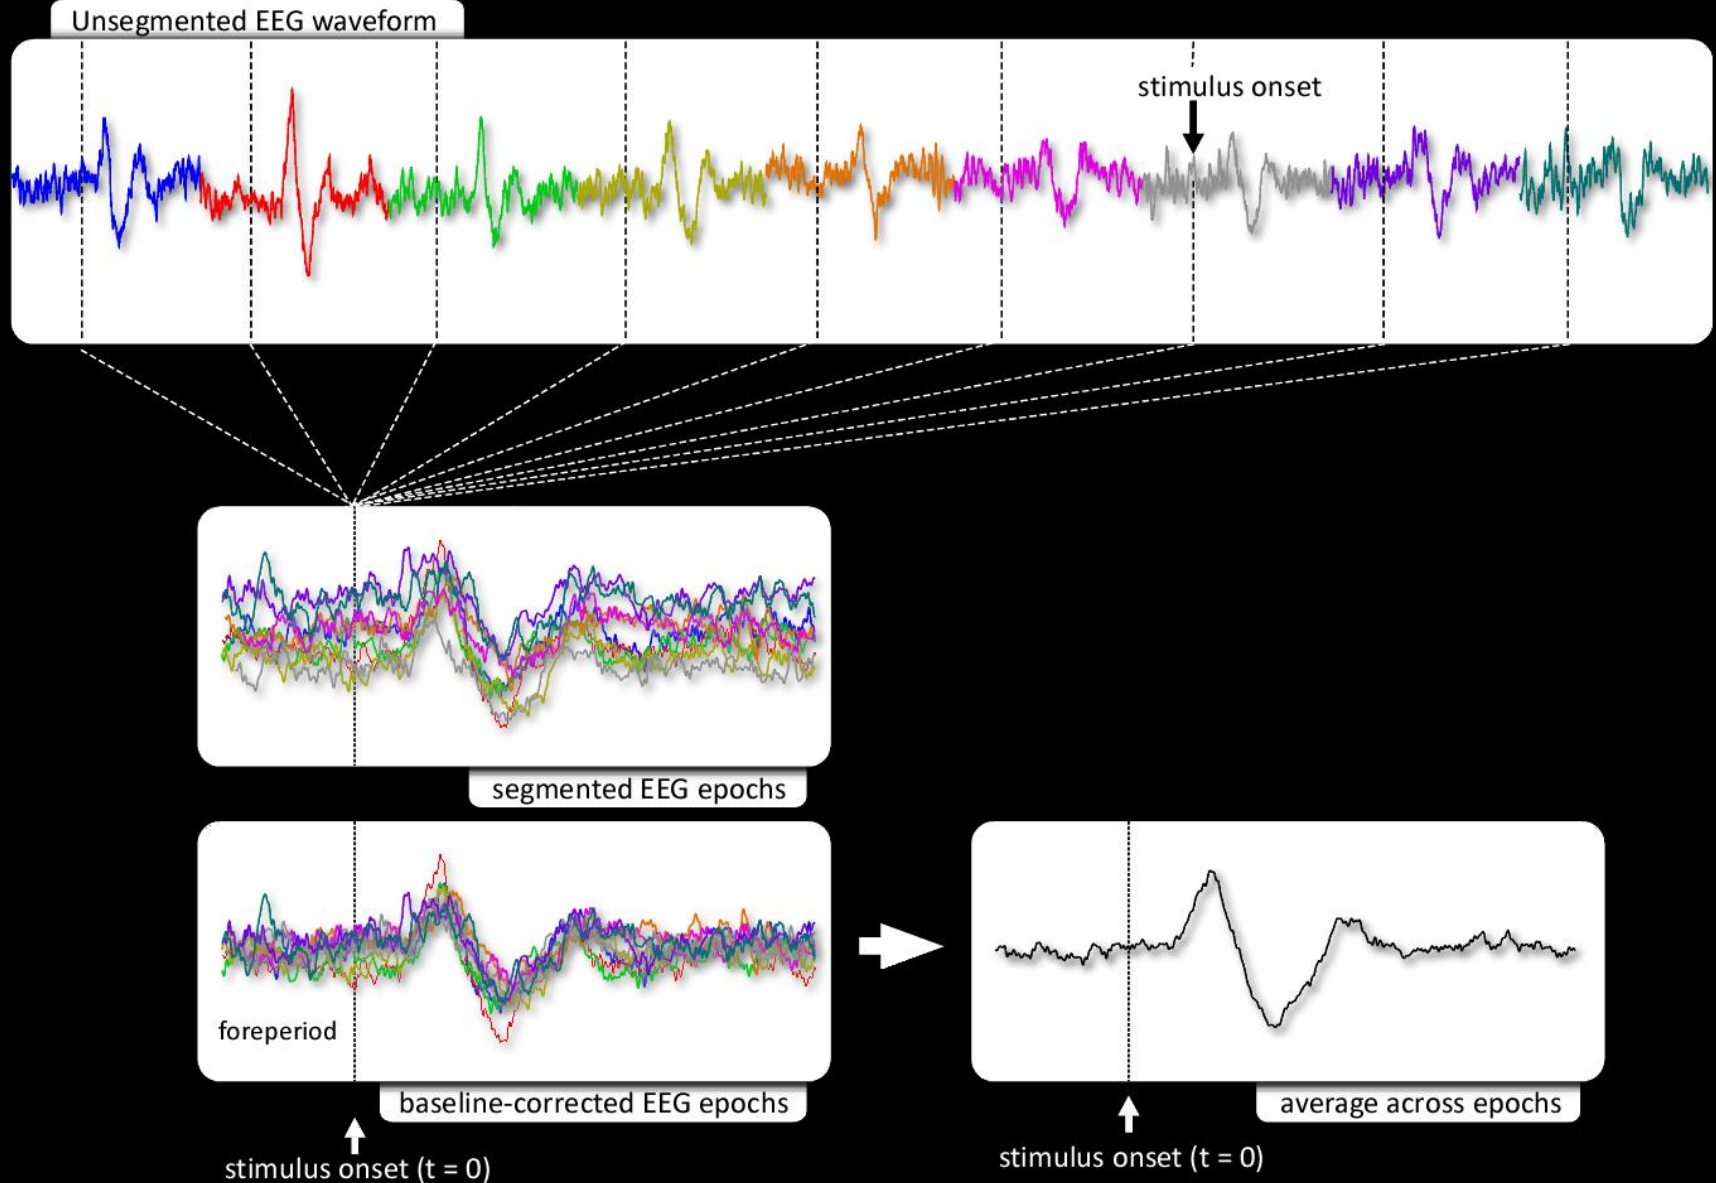 Unsegmented EEG waveform
stimulus onset
segmented EEG epochs
foreperiod
baseline-corrected EEG epochs
average across epochs
stimulus onset (t = 0)
stimulus onset (t = 0)